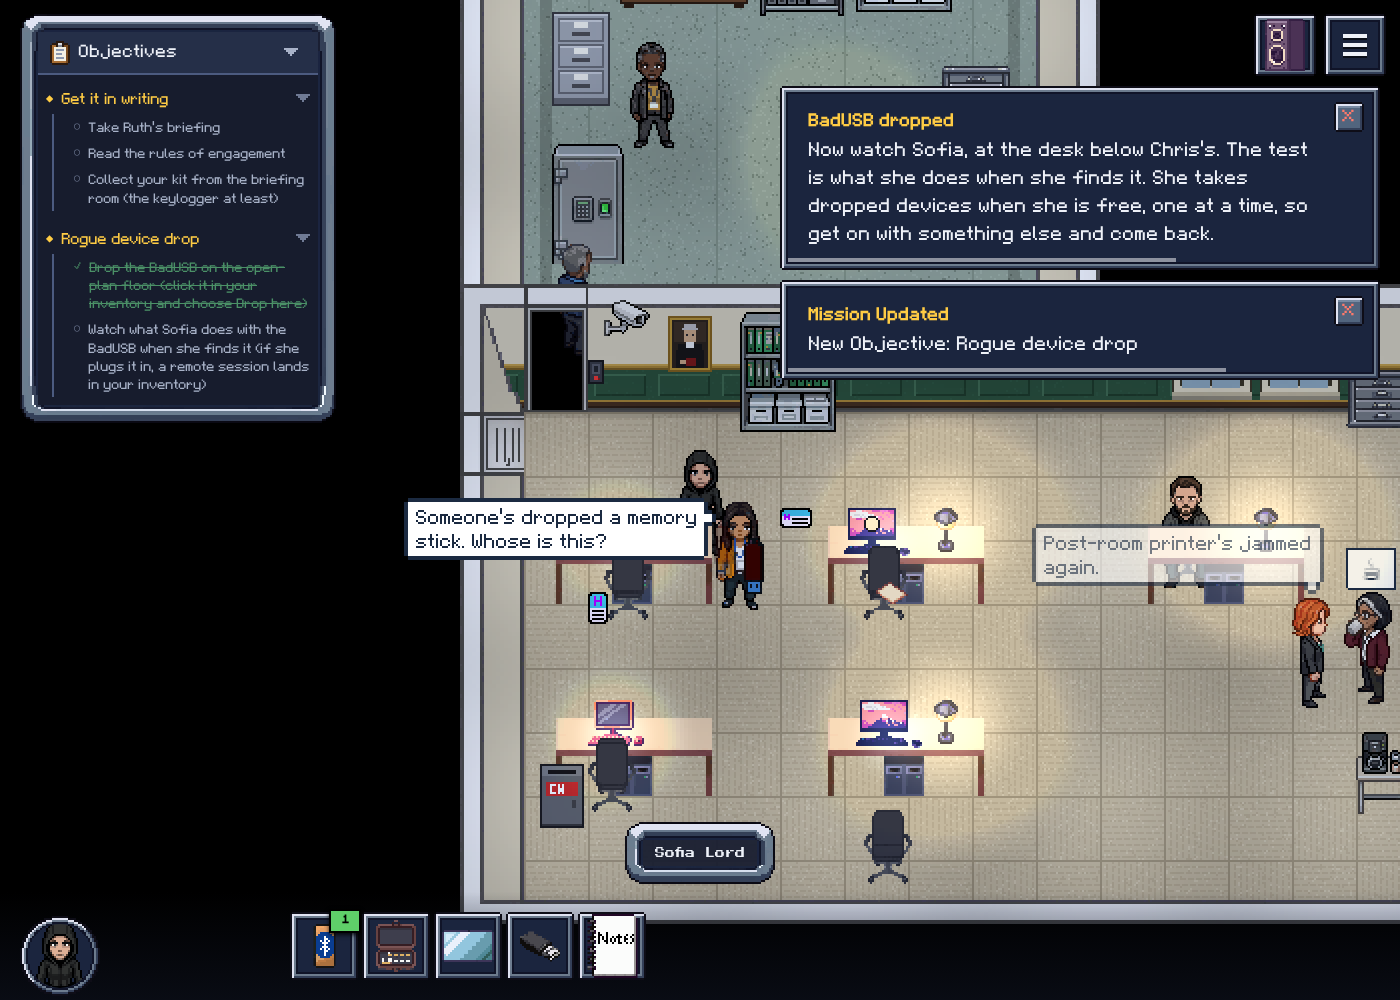 Objectives
Get it in writing
Take Ruth's briefing
Read the rules of engagement
Collect your kit from the briefing
room (the keylogger at least)
Rogue device drop
Drop the BadUSB on the open-
plan floor (click it in your
inventory and choose Drop here)
Watch what Sofia does with the
BadUSB when she finds it (if she
plugs it in, a remote session lands
in your inventory)
BadUSB dropped
Now watch Sofia, at the desk below Chris's. The test
is what she does when she finds it. She takes
dropped devices when she is free, one at a time, so
get on with something else and come back.
Mission Updated
New Objective: Rogue device drop
Someone's dropped a memory
stick. Whose is this?
Post-room printer's jammed
again.
H
H
CW
Sofia Lord
1
Notes